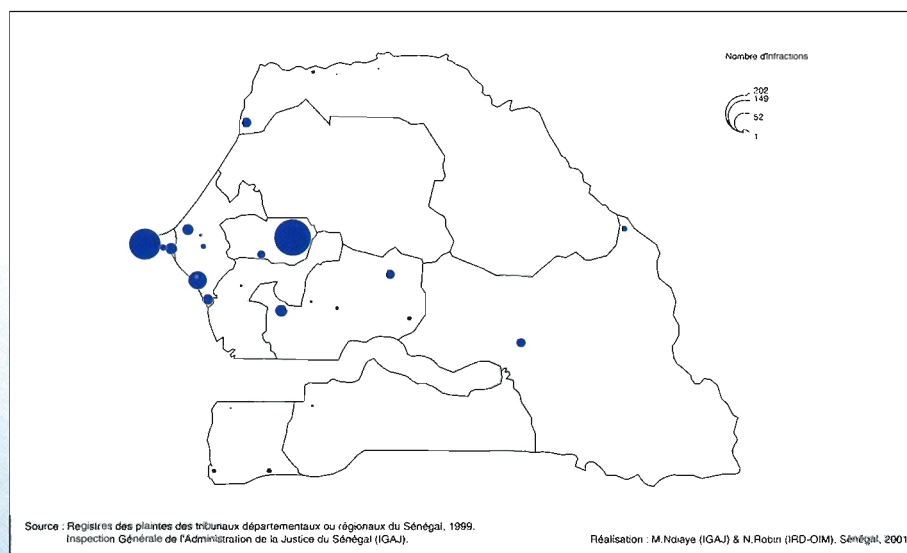 Nombre d'infractions
202
149
52
1
Source : Registres des plaintes des tribunaux départementaux ou régionaux du Sénégal, 1999.
Inspection Générale de l'Administration de la Justice du Sénégal (IGAJ).
Réalisation : M.Ndiaye (IGAJ) & N.Robin (IRD-OIM). Sénégal, 2001